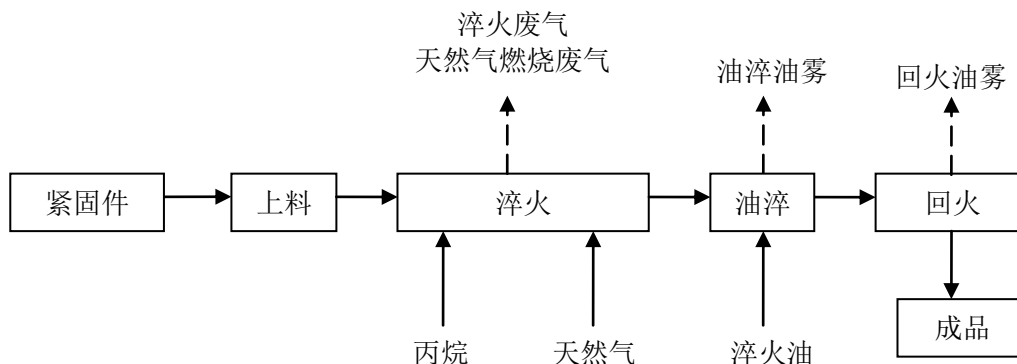 淬火废气
天然气燃烧废气
油淬油雾
回火油雾
紧固件
上料
淬火
油淬
回火
成品
丙烷
天然气
淬火油